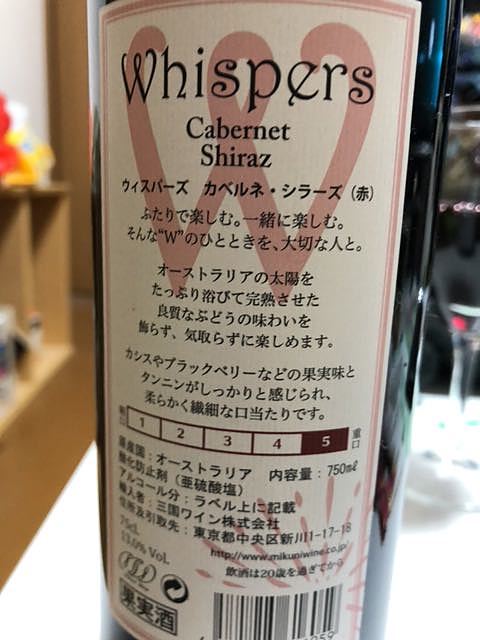 Whispers
Cabernet
Shiraz
ウィスパーズ カベルネ・シラーズ（赤）
ふたりで楽しむ。一緒に楽しむ。
そんな“W”のひとときを、大切な人と。
オーストラリアの太陽を
たっぷり浴びて完熟させた
良質なぶどうの味わいを
飾らず、気取らずに楽しめます。
カシスやブラックベリーなどの果実味と
タンニンがしっかりと感じられ、
柔らかく繊細な口当たりです。
軽口 1 2 3 4 5 重口
原産国：オーストラリア 内容量：750㎖
酸化防止剤（亜硫酸塩）
アルコール分：ラベル上に記載
輸入者：三国ワイン株式会社
住所及引取先：東京都中央区新川1-17-18
75cl. http://www.mikuniwine.co.jp/
13.0% Vol. 飲酒は20歳を過ぎてから
果実酒